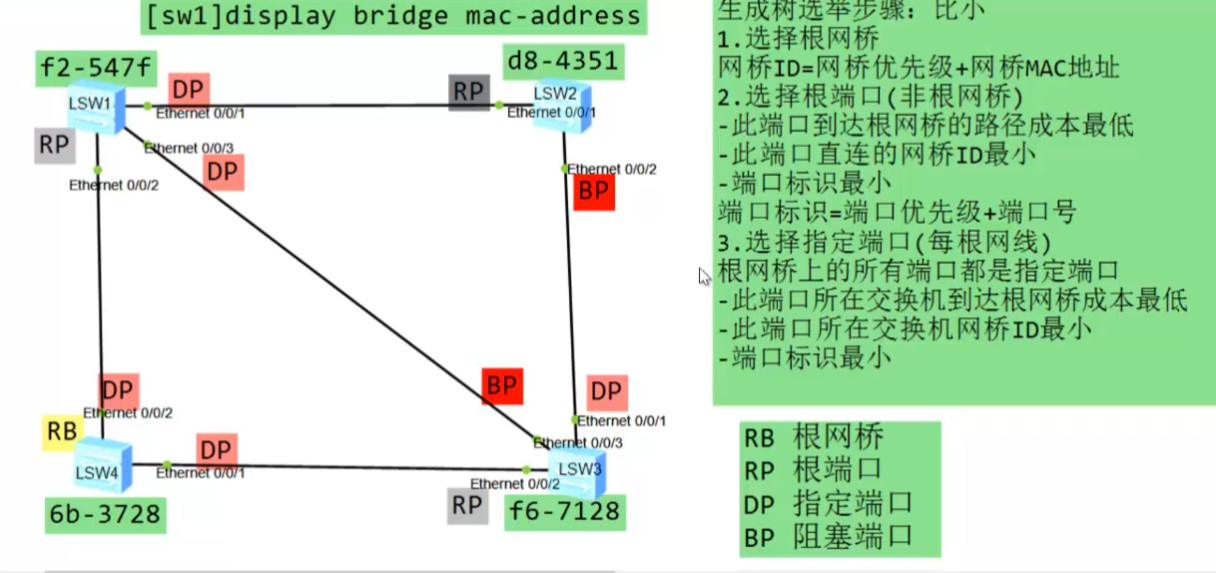 [sw1]display bridge mac-address
f2-547f
d8-4351
LSW1
DP
Ethernet 0/0/1
RP
LSW2
Ethernet 0/0/1
RP
Ethernet 0/0/3
DP
Ethernet 0/0/2
Ethernet 0/0/2
BP
DP
Ethernet 0/0/2
RB
LSW4
DP
Ethernet 0/0/1
6b-3728
BP
DP
Ethernet 0/0/1
Ethernet 0/0/3
LSW3
Ethernet 0/0/2
RP
f6-7128
生成树选举步骤：比小
1.选择根网桥
网桥ID=网桥优先级+网桥MAC地址
2.选择根端口(非根网桥)
-此端口到达根网桥的路径成本最低
-此端口直连的网桥ID最小
-端口标识最小
端口标识=端口优先级+端口号
3.选择指定端口(每根网线)
根网桥上的所有端口都是指定端口
-此端口所在交换机到达根网桥成本最低
-此端口所在交换机网桥ID最小
-端口标识最小
RB 根网桥
RP 根端口
DP 指定端口
BP 阻塞端口